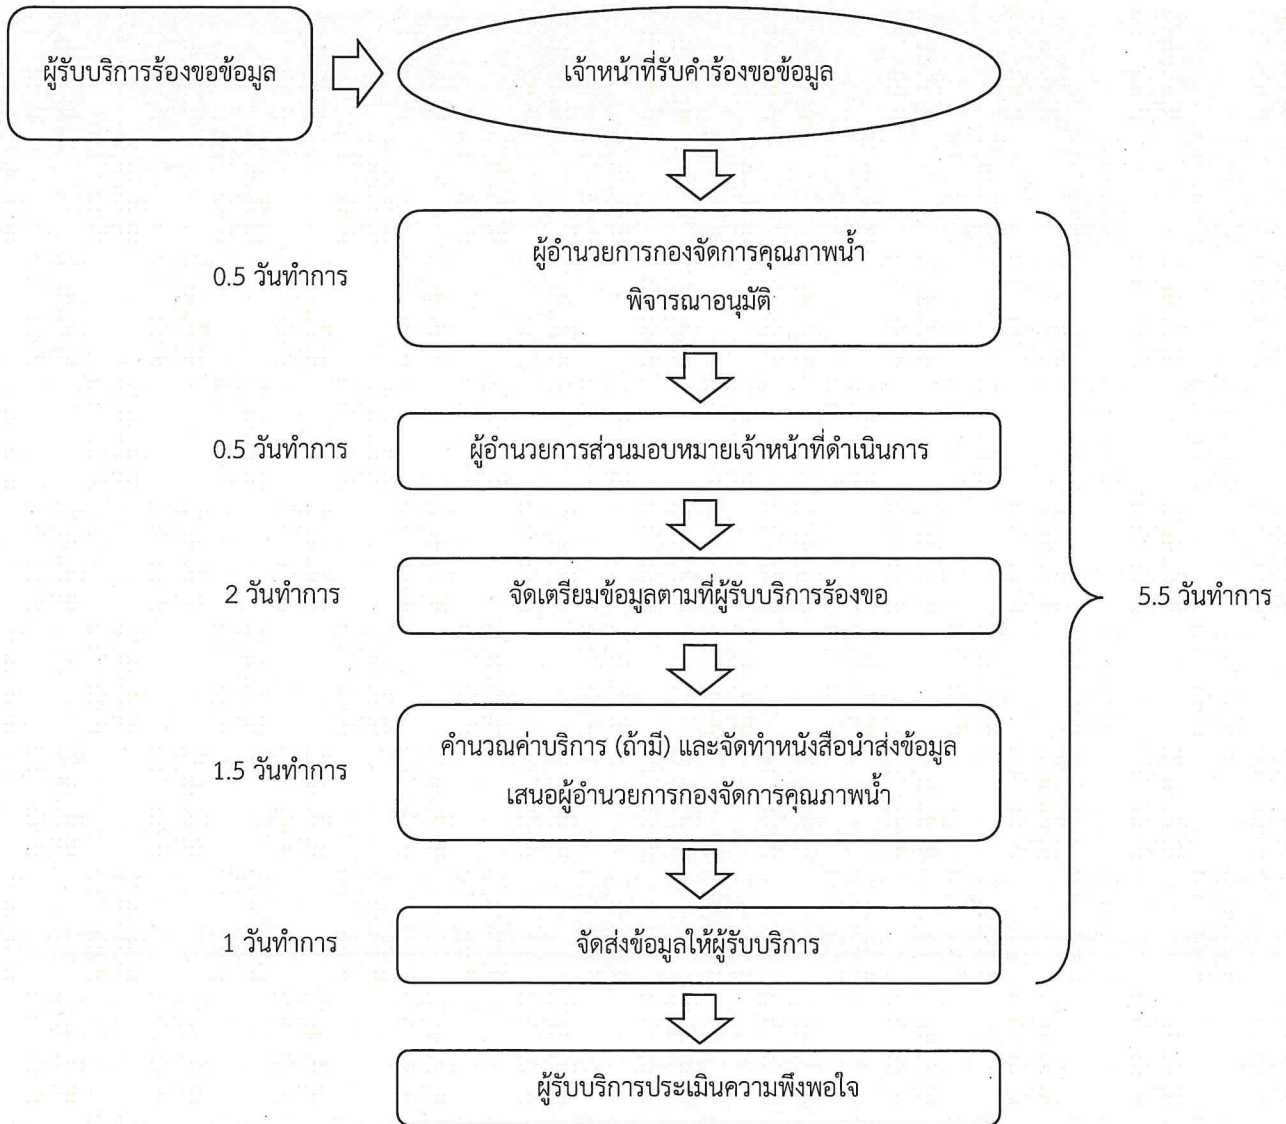 ผู้รับบริการร้องขอข้อมูล
เจ้าหน้าที่รับคำร้องขอข้อมูล
0.5 วันทำการ
ผู้อำนวยการกองจัดการคุณภาพน้ำ
พิจารณาอนุมัติ
0.5 วันทำการ
ผู้อำนวยการส่วนมอบหมายเจ้าหน้าที่ดำเนินการ
2 วันทำการ
จัดเตรียมข้อมูลตามที่ผู้รับบริการร้องขอ
5.5 วันทำการ
1.5 วันทำการ
คำนวณค่าบริการ (ถ้ามี) และจัดทำหนังสือนำส่งข้อมูล
เสนอผู้อำนวยการกองจัดการคุณภาพน้ำ
1 วันทำการ
จัดส่งข้อมูลให้ผู้รับบริการ
ผู้รับบริการประเมินความพึงพอใจ